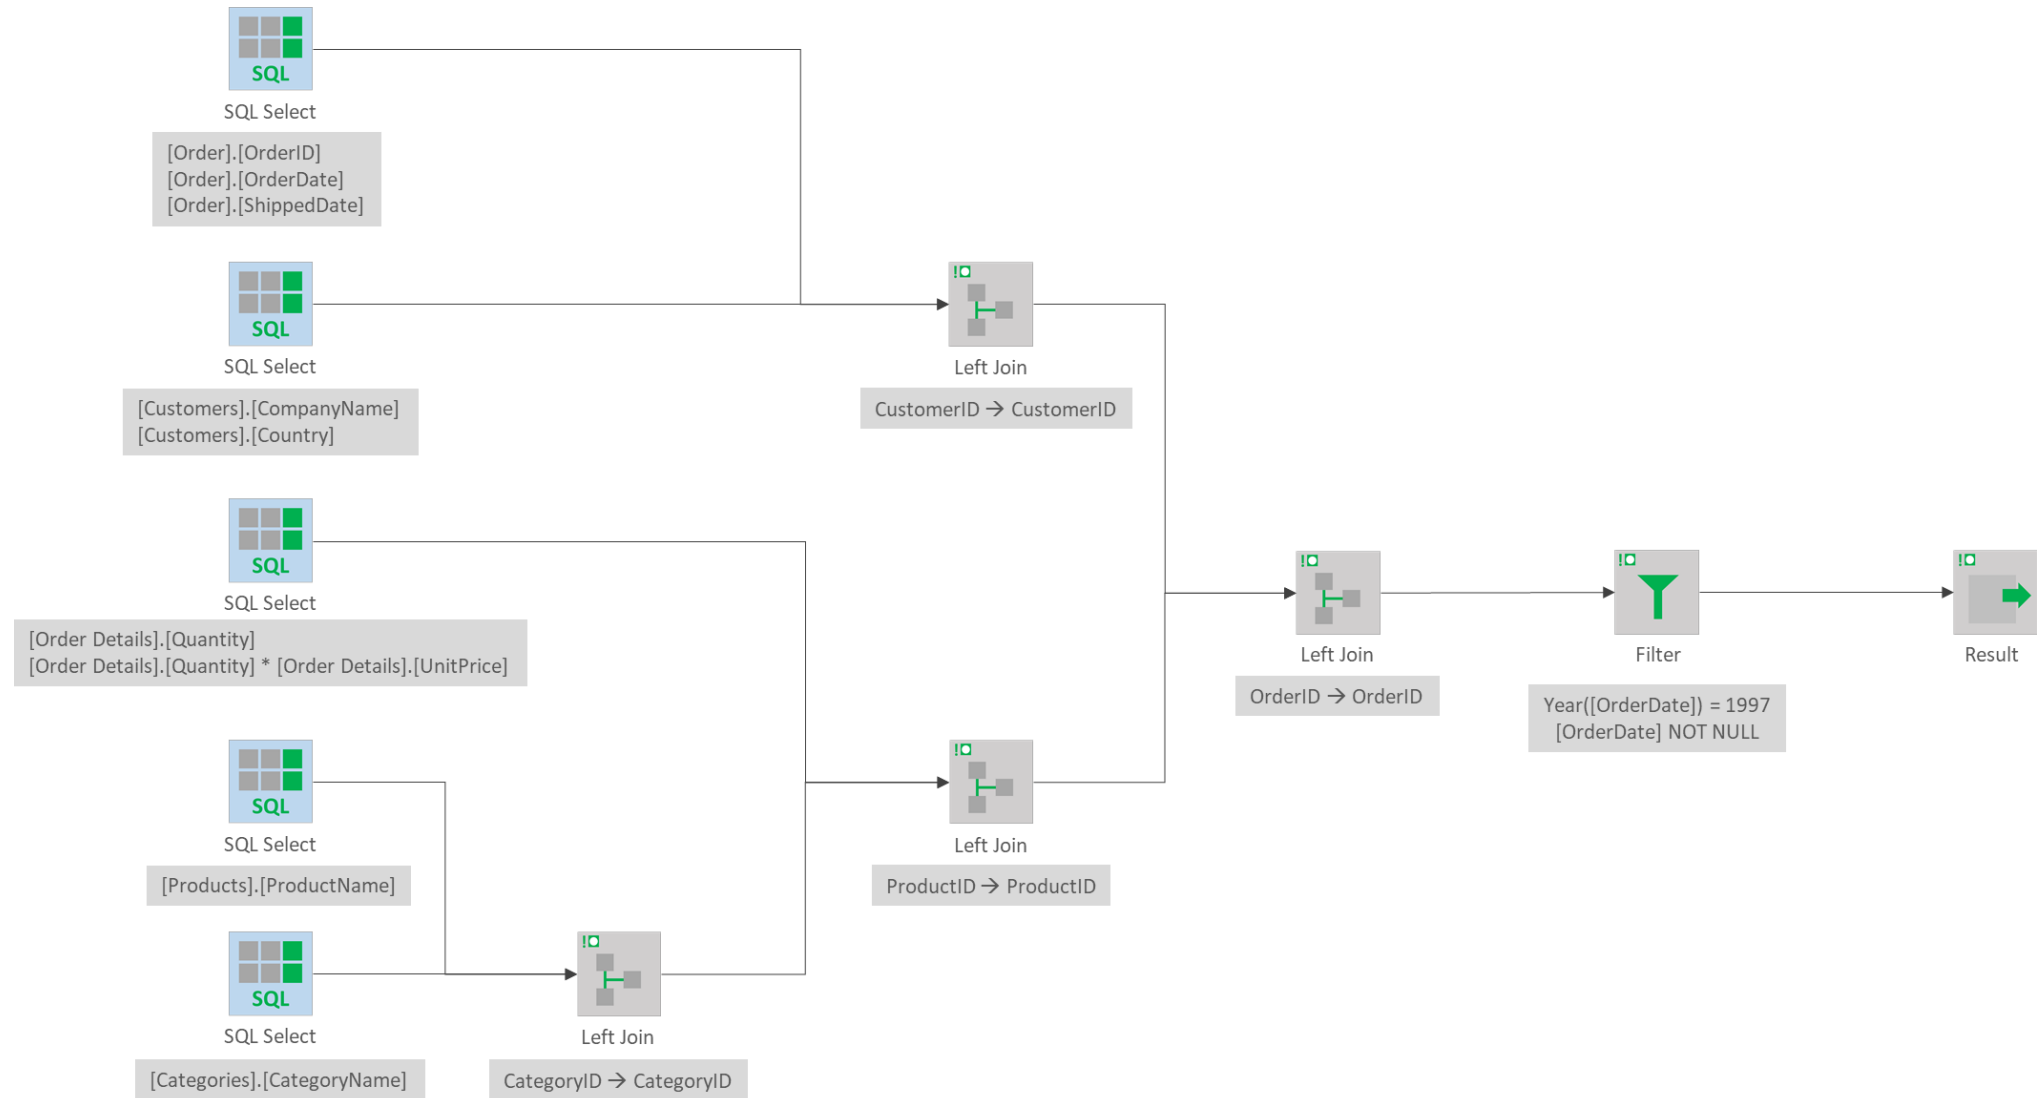 SQL
SQL Select
[Order].[OrderID]
[Order].[OrderDate]
[Order].[ShippedDate]
SQL
SQL Select
[Customers].[CompanyName]
[Customers].[Country]
Left Join
CustomerID → CustomerID
SQL
SQL Select
[Order Details].[Quantity]
[Order Details].[Quantity] * [Order Details].[UnitPrice]
Left Join
OrderID → OrderID
Filter
Year([OrderDate]) = 1997
[OrderDate] NOT NULL
Result
SQL
SQL Select
[Products].[ProductName]
Left Join
ProductID → ProductID
SQL
SQL Select
[Categories].[CategoryName]
Left Join
CategoryID → CategoryID